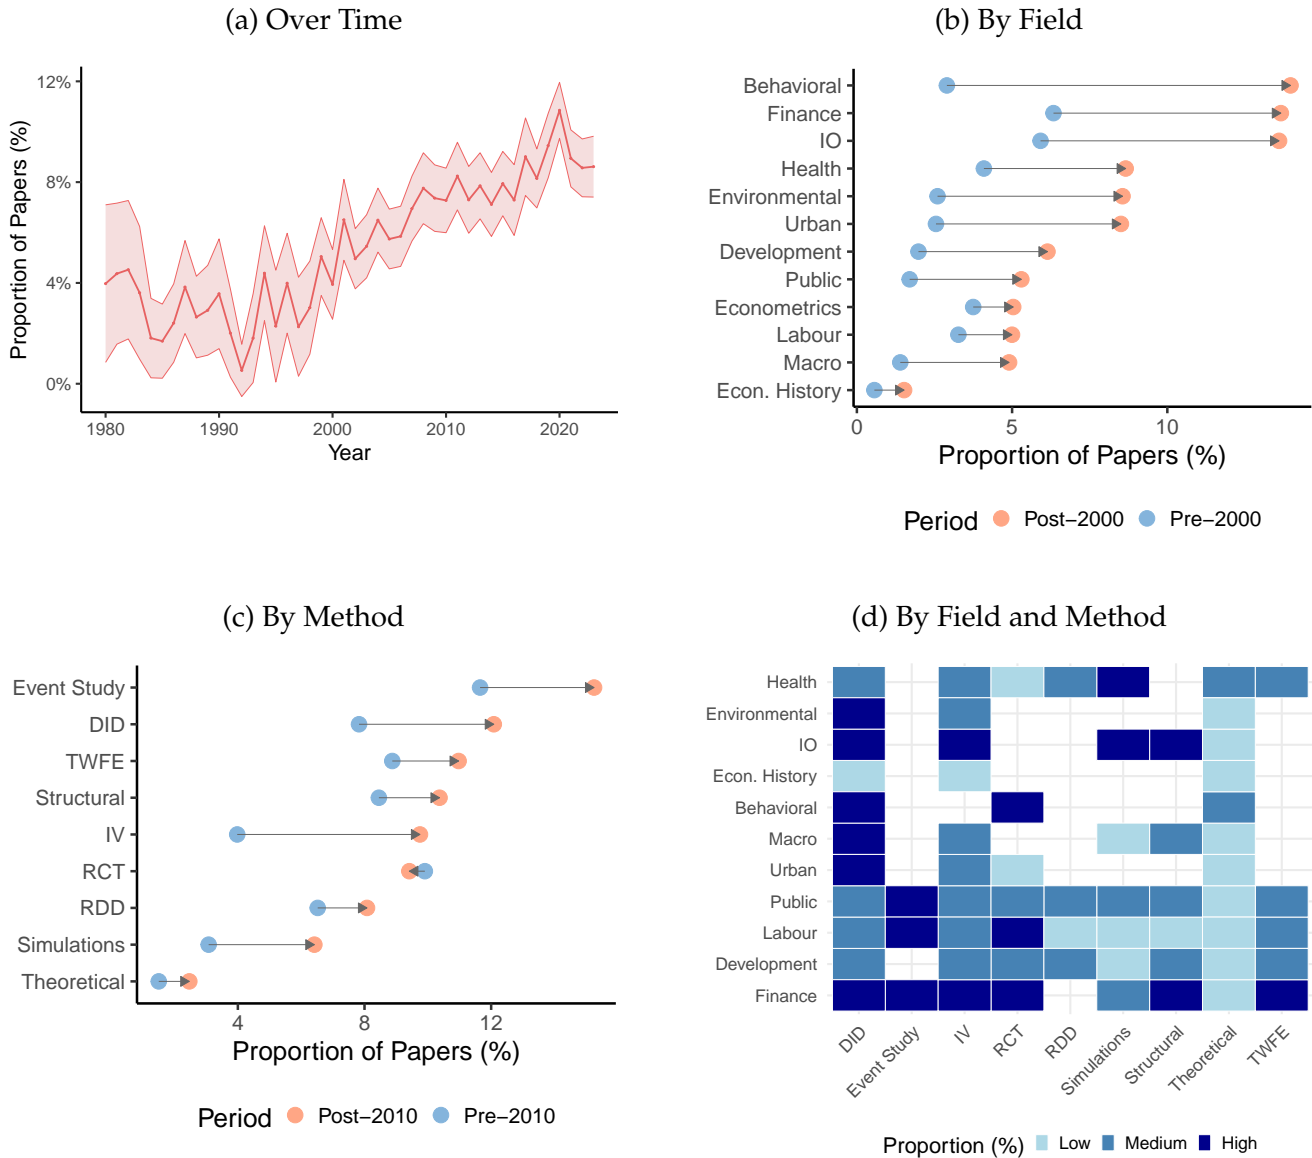 (a) Over Time
Proportion of Papers (%)
12%
8%
4%
0%
1980 1990 2000 2010 2020
Year
(b) By Field
Behavioral
Finance
IO
Health
Environmental
Urban
Development
Public
Econometrics
Labour
Macro
Econ. History
0 5 10
Proportion of Papers (%)
Period Post−2000 Pre−2000
(c) By Method
Event Study
DID
TWFE
Structural
IV
RCT
RDD
Simulations
Theoretical
4 8 12
Proportion of Papers (%)
Period Post−2010 Pre−2010
(d) By Field and Method
Health
Environmental
IO
Econ. History
Behavioral
Macro
Urban
Public
Labour
Development
Finance
DID Event Study IV RCT RDD Simulations Structural Theoretical TWFE
Proportion (%) Low Medium High